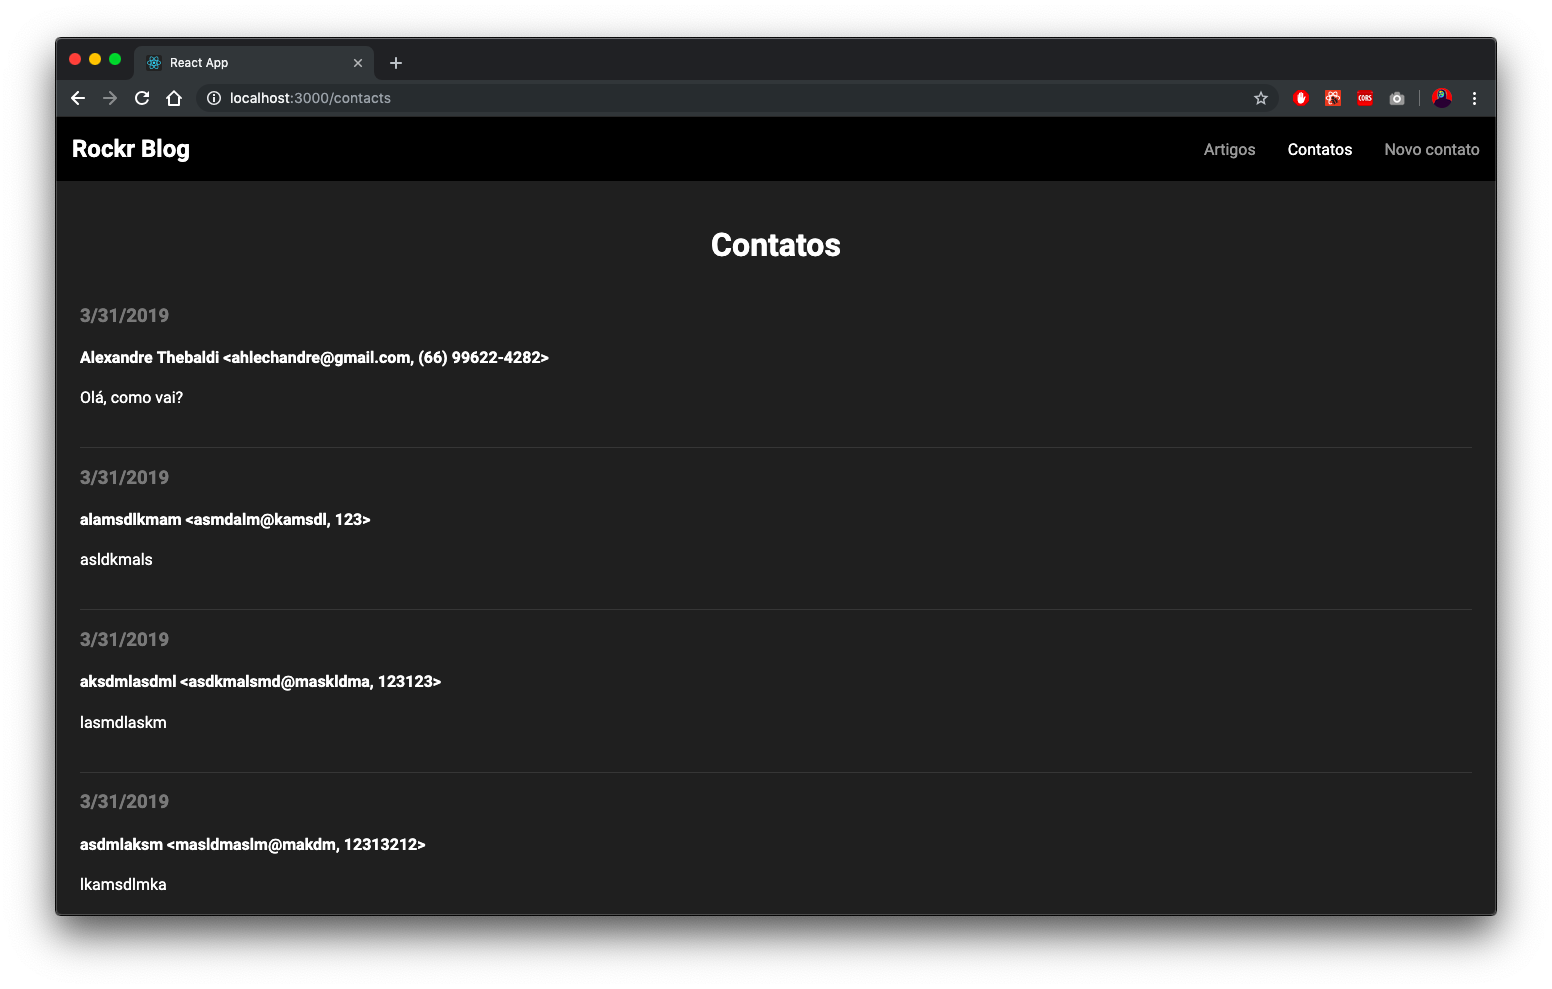 React App
localhost:3000/contacts
CORS
Rockr Blog
Artigos Contatos Novo contato
Contatos
3/31/2019
Alexandre Thebaldi <ahlechandre@gmail.com, (66) 99622-4282>
Olá, como vai?
3/31/2019
alamsdlkmam <asmdalm@kamsdl, 123>
asldkmals
3/31/2019
aksdmlasdml <asdkmalsmd@maskldma, 123123>
lasmdlaskm
3/31/2019
asdmlaksm <masldmaslm@makdm, 12313212>
lkamsdlmka